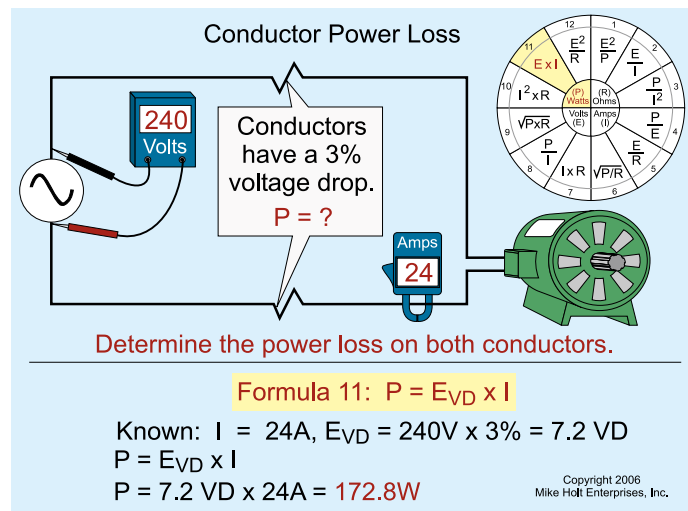 Conductor Power Loss
240
Volts
Conductors
have a 3%
voltage drop.
P = ?
Amps
24
12
E²
R
1
E²
P
2
E
I
3
P
I²
4
P
E
5
E
R
6
√P/R
7
I x R
8
P
I
9
√PxR
10
I² x R
11
E x I
(P)
Watts
(R)
Ohms
Volts
(E)
Amps
(I)
Determine the power loss on both conductors.
Formula 11: P = E_VD x I
Known: I = 24A, E_VD = 240V x 3% = 7.2 VD
P = E_VD x I
P = 7.2 VD x 24A = 172.8W
Copyright 2006
Mike Holt Enterprises, Inc.